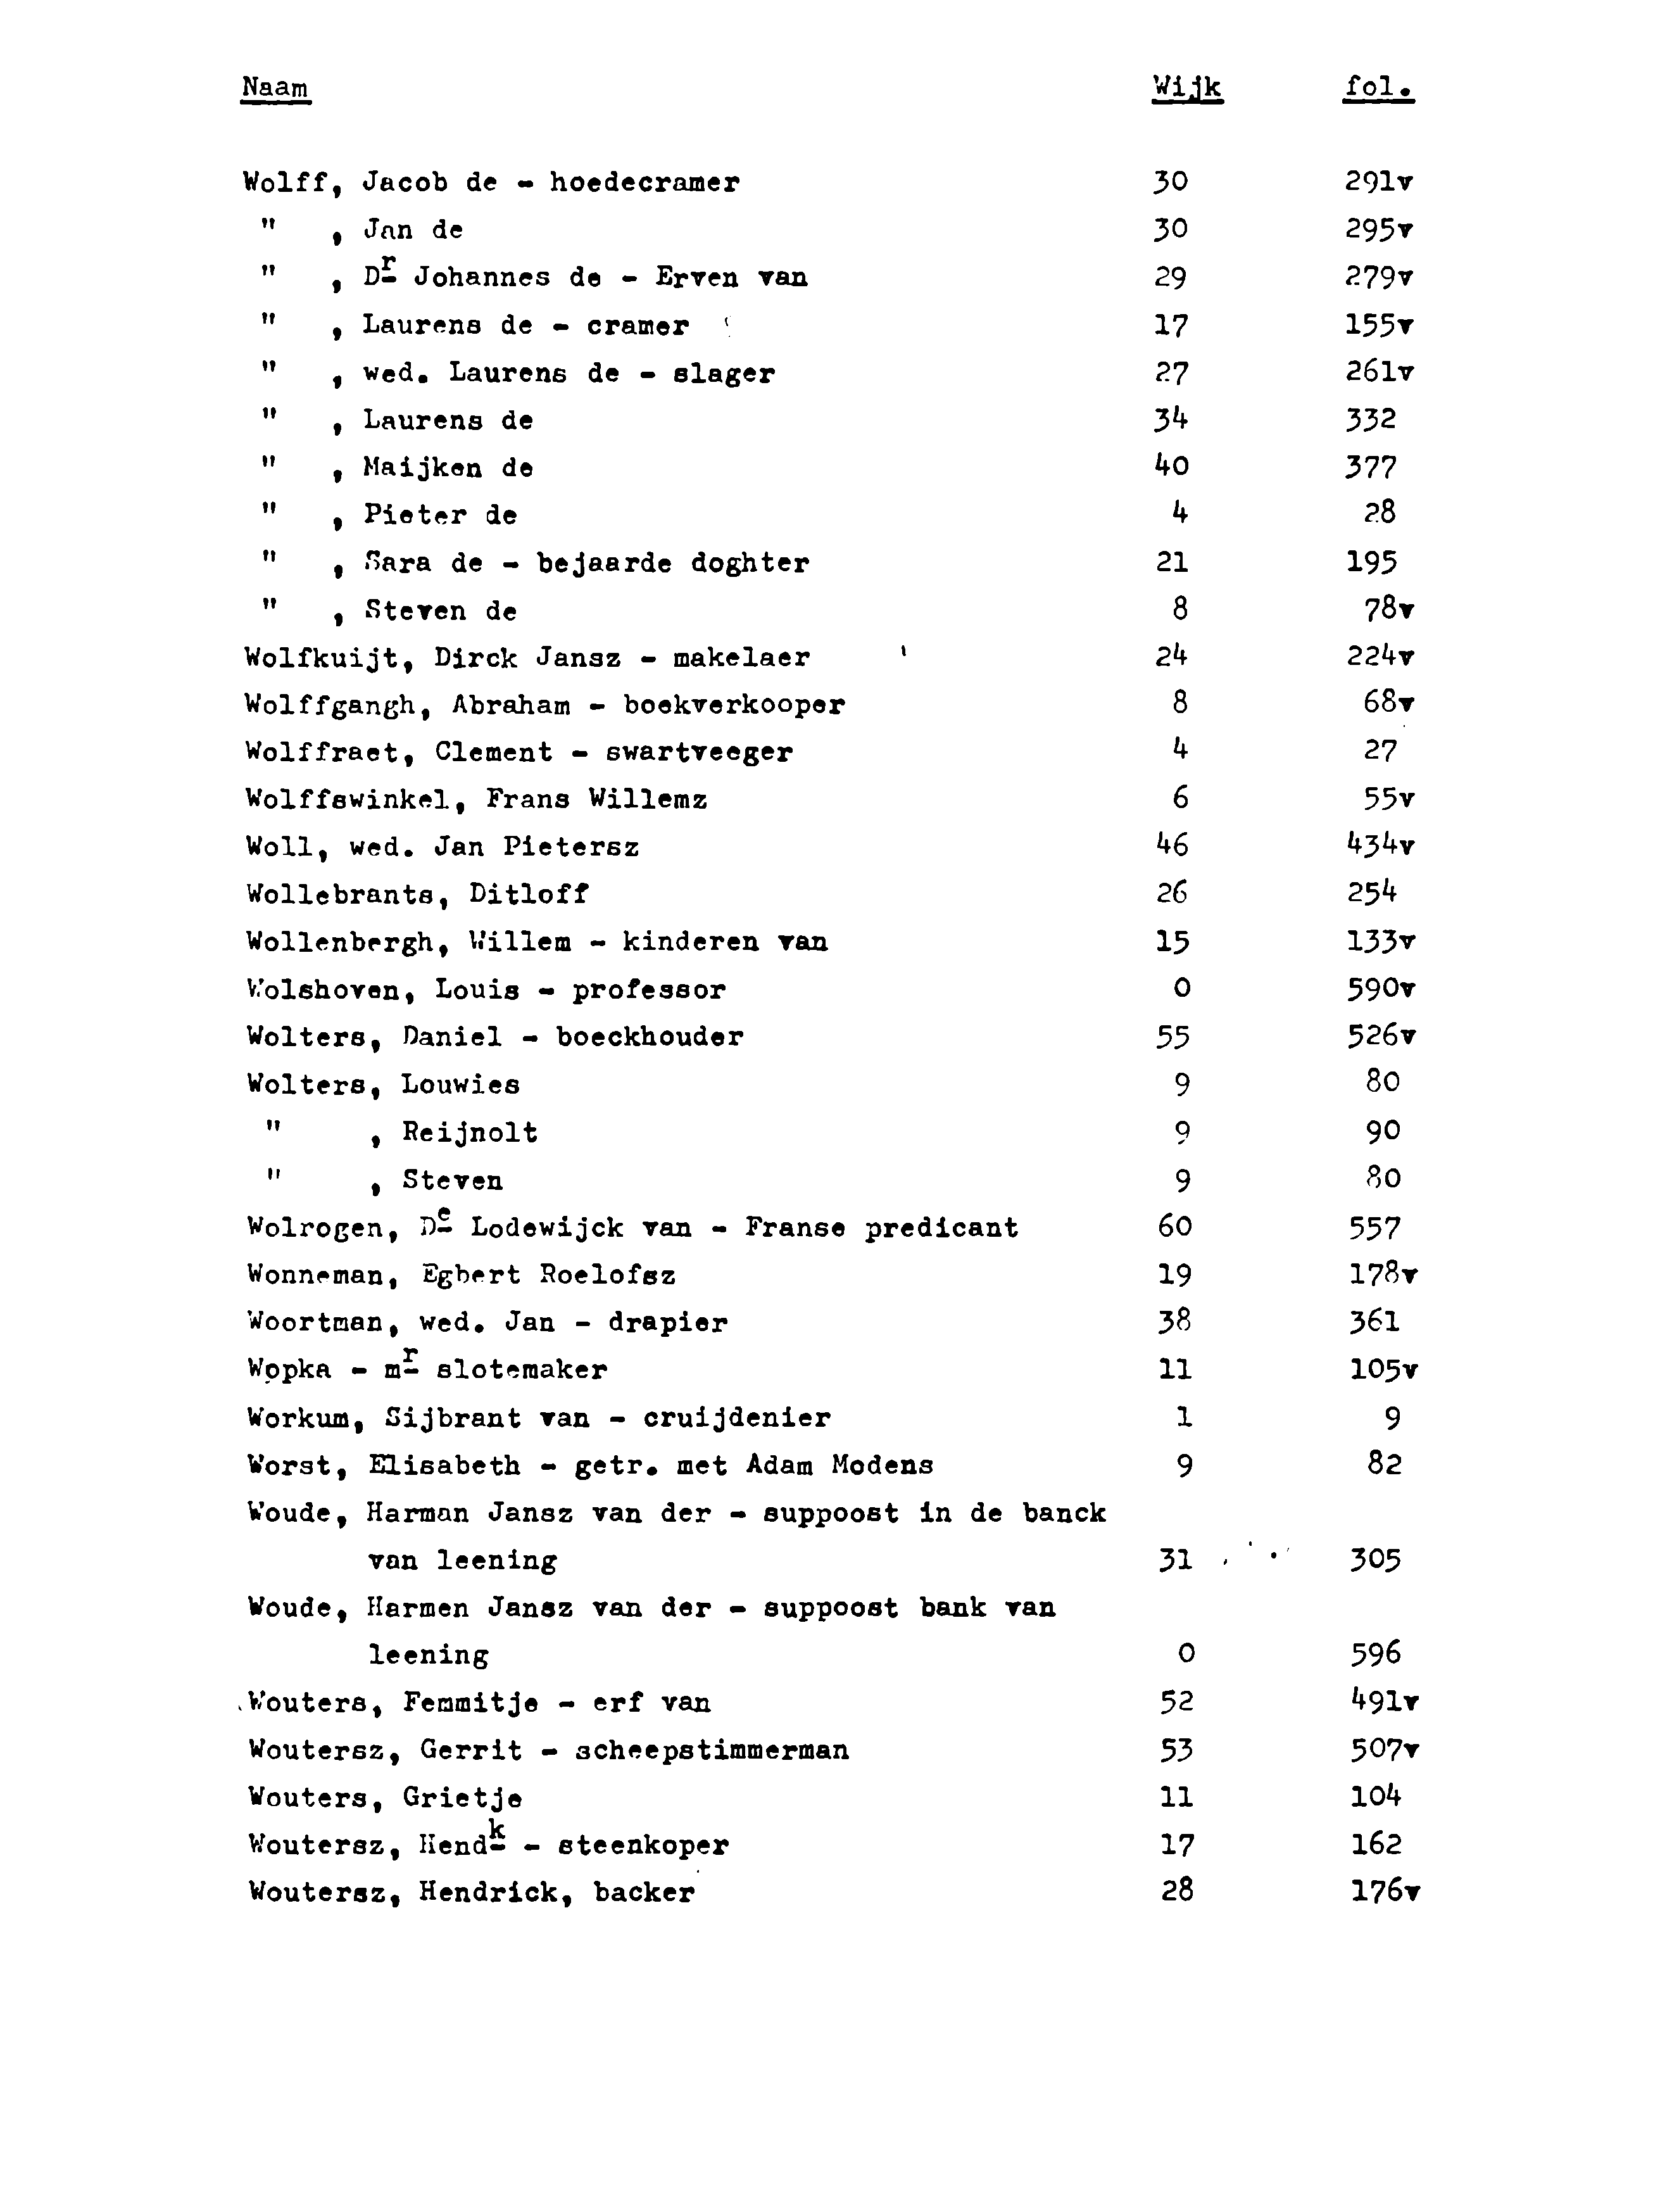 Naam Wijk fol.
Wolff, Jacob de - hoedecramer 30 291v
" , Jan de 30 295v
" , Dr Johannes de - Erven van 29 279v
" , Laurens de - cramer 17 155v
" , wed. Laurens de - slager 27 261v
" , Laurens de 34 332
" , Maijken de 40 377
" , Pieter de 4 28
" , Sara de - bejaarde doghter 21 195
" , Steven de 8 78v
Wolfkuijt, Dirck Jansz - makelaer 24 224v
Wolffgangh, Abraham - boekverkooper 8 68v
Wolffraet, Clement - swartveeger 4 27
Wolffswinkel, Frans Willemz 6 55v
Woll, wed. Jan Pietersz 46 434v
Wollebrants, Ditloff 26 254
Wollenbergh, Willem - kinderen van 15 133v
Wolshoven, Louis - professor 0 590v
Wolters, Daniel - boeckhouder 55 526v
Wolters, Louwies 9 80
" , Reijnolt 9 90
" , Steven 9 80
Wolrogen, De Lodewijck van - Franse predicant 60 557
Wonneman, Egbert Roelofsz 19 178v
Woortman, wed. Jan - drapier 38 361
Wopka - mr slotemaker 11 105v
Workum, Sijbrant van - cruijdenier 1 9
Worst, Elisabeth - getr. met Adam Modens 9 82
Woude, Harman Jansz van der - suppoost in de banck
van leening 31 305
Woude, Harmen Jansz van der - suppoost bank van
leening 0 596
Wouters, Femmitje - erf van 52 491v
Woutersz, Gerrit - scheepstimmerman 53 507v
Wouters, Grietje 11 104
Woutersz, Hendk - steenkoper 17 162
Woutersz, Hendrick, backer 28 176v